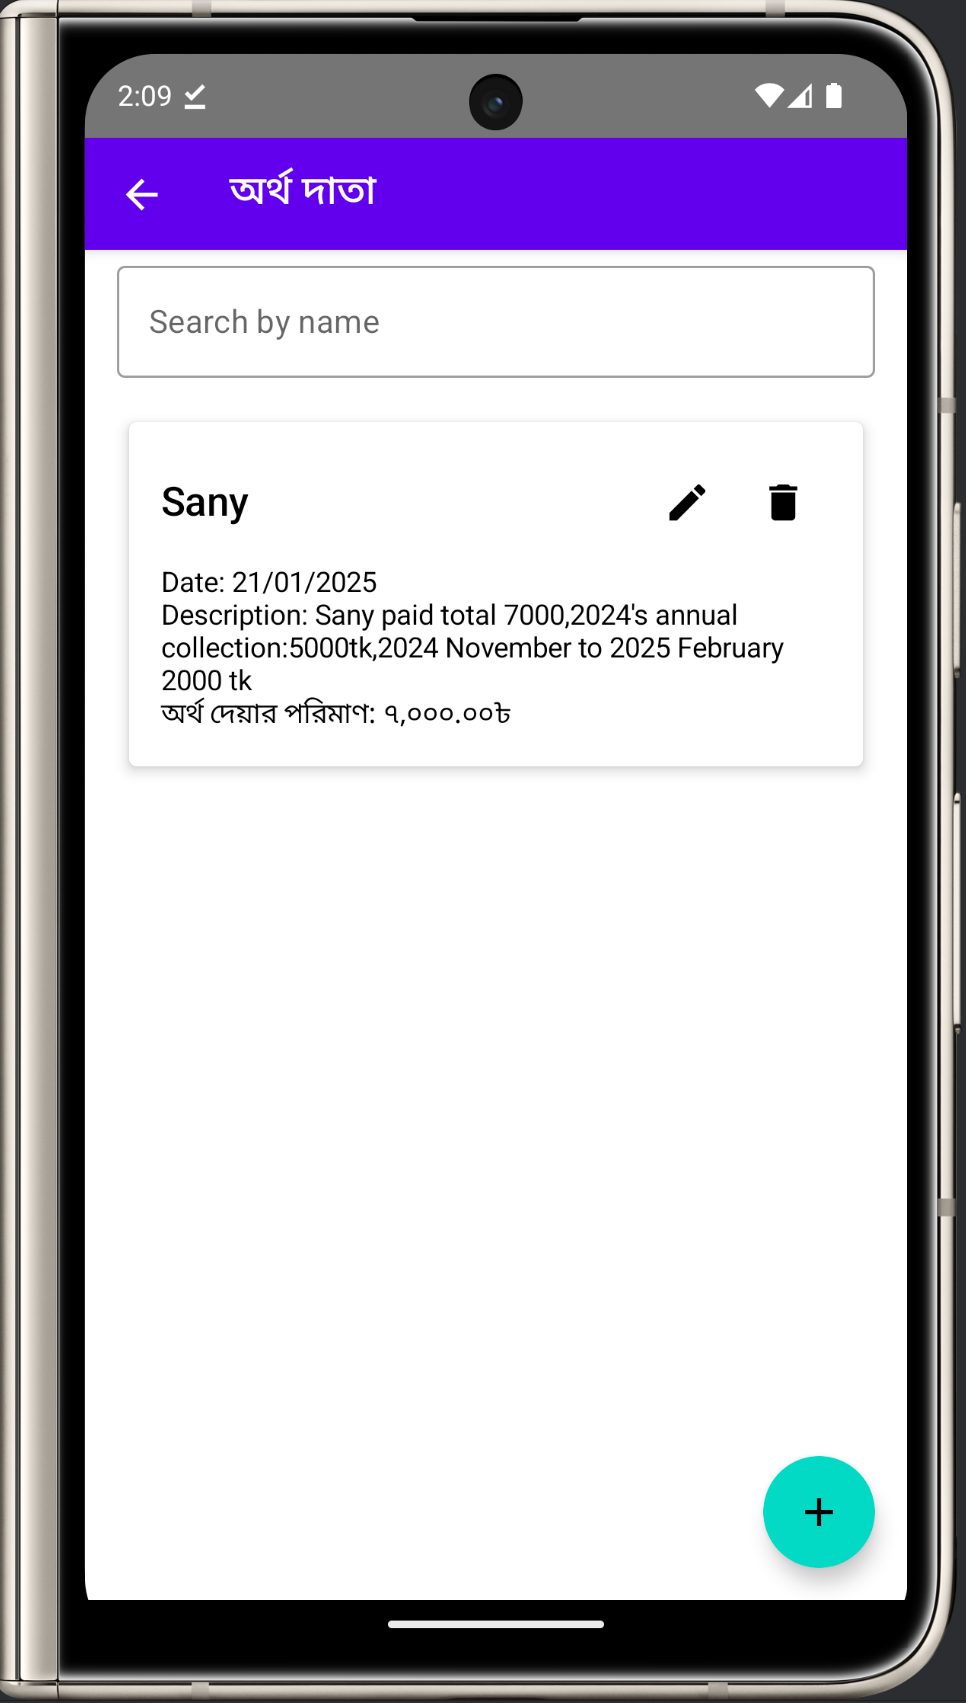 2:09
অর্থ দাতা
Search by name
Sany
Date: 21/01/2025
Description: Sany paid total 7000,2024's annual
collection:5000tk,2024 November to 2025 February
2000 tk
অর্থ দেয়ার পরিমাণ: ৭,০০০.০০৳